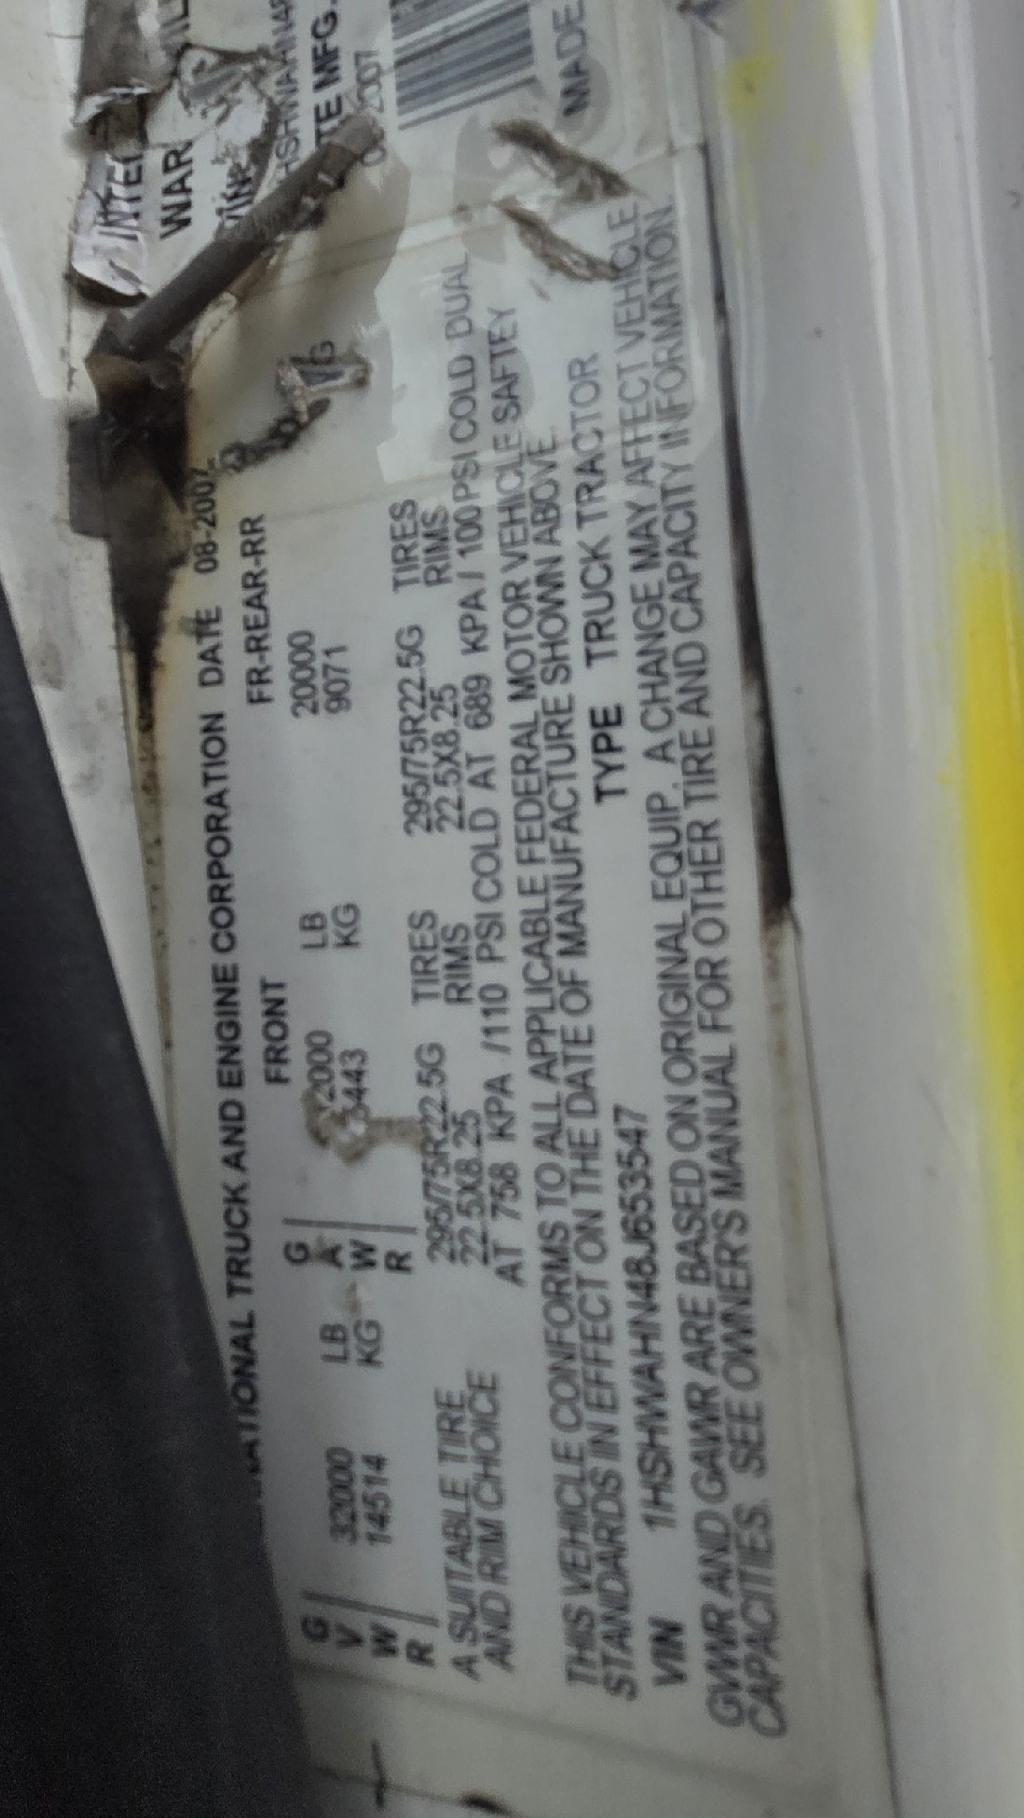 TRUCK AND ENGINE CORPORATION DATE 08-2007
FRONT FR-REAR-RR
G V W R 32000 LB G A W R 2000 LB 20000
14514 KG 443 KG 9071
A SUITABLE TIRE 295/75R22.5G TIRES 295/75R22.5G TIRES
AND RIM CHOICE 22.5X8.25 RIMS 22.5X8.25 RIMS
AT 758 KPA /110 PSI COLD AT 689 KPA / 100 PSI COLD DUAL
THIS VEHICLE CONFORMS TO ALL APPLICABLE FEDERAL MOTOR VEHICLE SAFTEY
STANDARDS IN EFFECT ON THE DATE OF MANUFACTURE SHOWN ABOVE
VIN 1HSHWAHN48J653547 TYPE TRUCK TRACTOR
GVWR AND GAWR ARE BASED ON ORIGINAL EQUIP. A CHANGE MAY AFFECT VEHICLE
CAPACITIES. SEE OWNER'S MANUAL FOR OTHER TIRE AND CAPACITY INFORMATION.
INTE
WAR
MFG.
2007
MADE